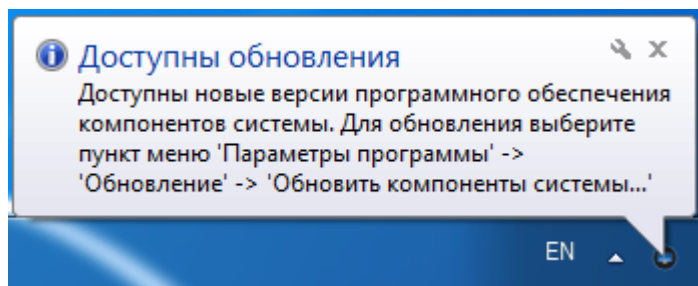 Доступны обновления
Доступны новые версии программного обеспечения
компонентов системы. Для обновления выберите
пункт меню 'Параметры программы' ->
'Обновление' -> 'Обновить компоненты системы...'
EN